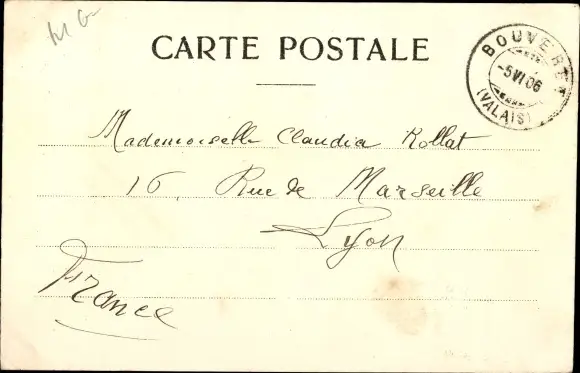 CARTE POSTALE
BOUVERET
-5 VI 06
(VALAIS)
Mademoiselle Claudia Rollat
16, Rue de Marseille
Lyon
France